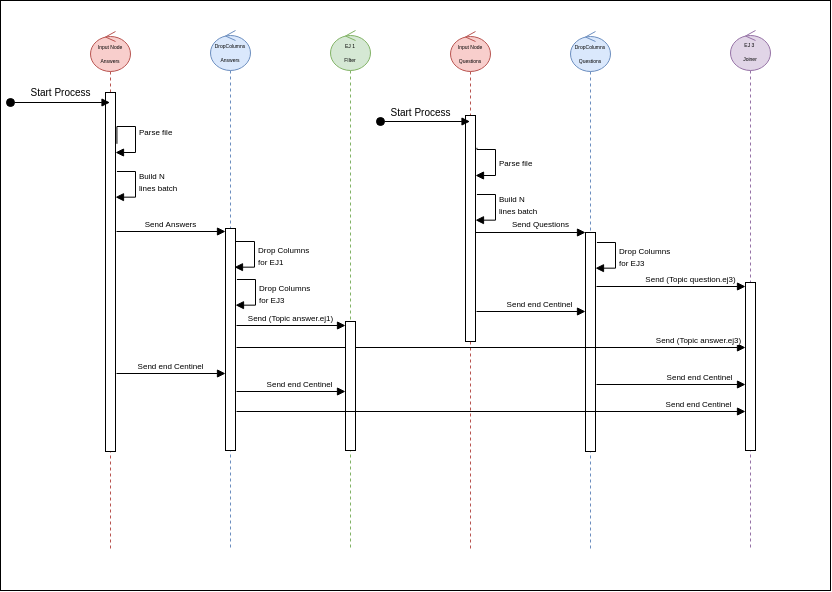 Input Node
Answers
DropColumns
Answers
EJ 1
Filter
Input Node
Questions
DropColumns
Questions
EJ 3
Joiner
Start Process
Start Process
Parse file
Parse file
Build N
lines batch
Build N
lines batch
Send Answers
Send Questions
Drop Columns
for EJ1
Drop Columns
for EJ3
Send (Topic question.ej3)
Drop Columns
for EJ3
Send end Centinel
Send (Topic answer.ej1)
Send (Topic answer.ej3)
Send end Centinel
Send end Centinel
Send end Centinel
Send end Centinel